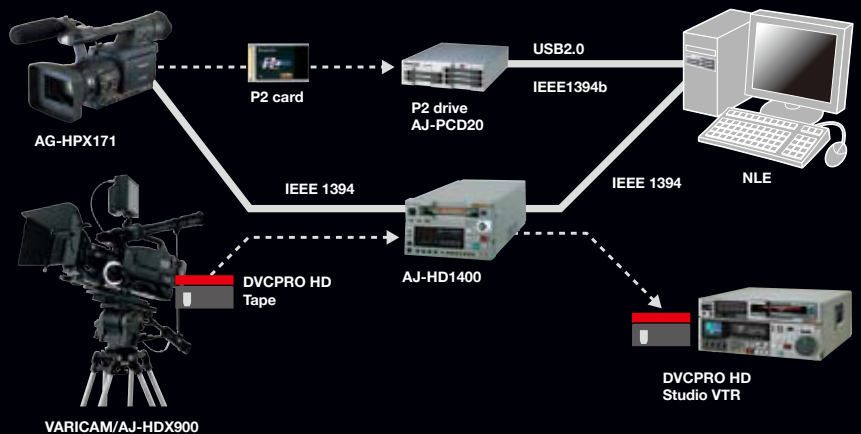 USB2.0
IEEE1394b
P2 card
P2 drive
AJ-PCD20
AG-HPX171
NLE
IEEE 1394
IEEE 1394
AJ-HD1400
DVCPRO HD
Tape
DVCPRO HD
Studio VTR
VARICAM/AJ-HDX900